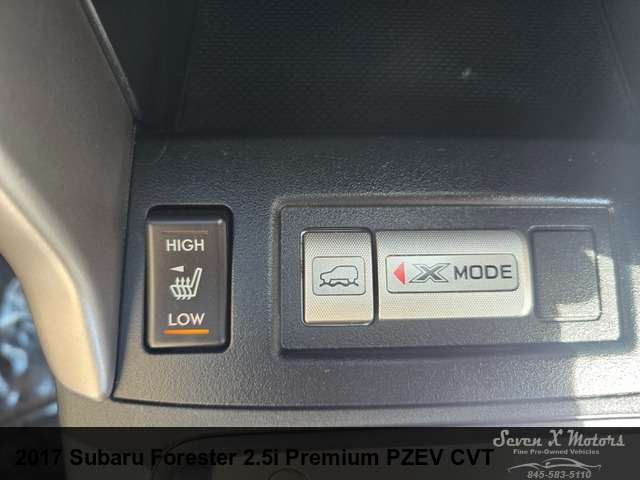 HIGH
LOW
X MODE
2017 Subaru Forester 2.5i Premium PZEV CVT
Seven X Motors
Fine Pre-Owned Vehicles
845-583-5110